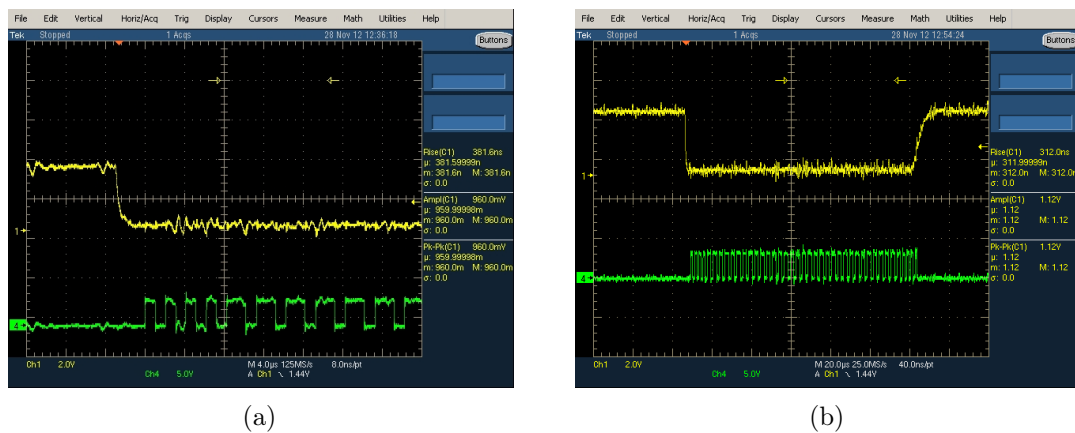 File Edit Vertical Horiz/Acq Trig Display Cursors Measure Math Utilities Help
Tek Stopped 1 Acqs 28 Nov 12 12:36:18 Buttons
Rise(C1) 381.6ns
µ: 381.59999n
m: 381.6n M: 381.6n
σ: 0.0
Ampl(C1) 960.0mV
µ: 959.99998m
m: 960.0m M: 960.0m
σ: 0.0
Pk-Pk(C1) 960.0mV
µ: 959.99998m
m: 960.0m M: 960.0m
σ: 0.0
1
4
Ch1 2.0V M 4.0µs 125MS/s 8.0ns/pt
Ch4 5.0V A Ch1 \ 1.44V
(a)
File Edit Vertical Horiz/Acq Trig Display Cursors Measure Math Utilities Help
Tek Stopped 1 Acqs 28 Nov 12 12:54:24 Buttons
Rise(C1) 312.0ns
µ: 311.99999n
m: 312.0n M: 312.0n
σ: 0.0
Ampl(C1) 1.12V
µ: 1.12
m: 1.12 M: 1.12
σ: 0.0
Pk-Pk(C1) 1.12V
µ: 1.12
m: 1.12 M: 1.12
σ: 0.0
1
4
Ch1 2.0V M 20.0µs 25.0MS/s 40.0ns/pt
Ch4 5.0V A Ch1 \ 1.44V
(b)